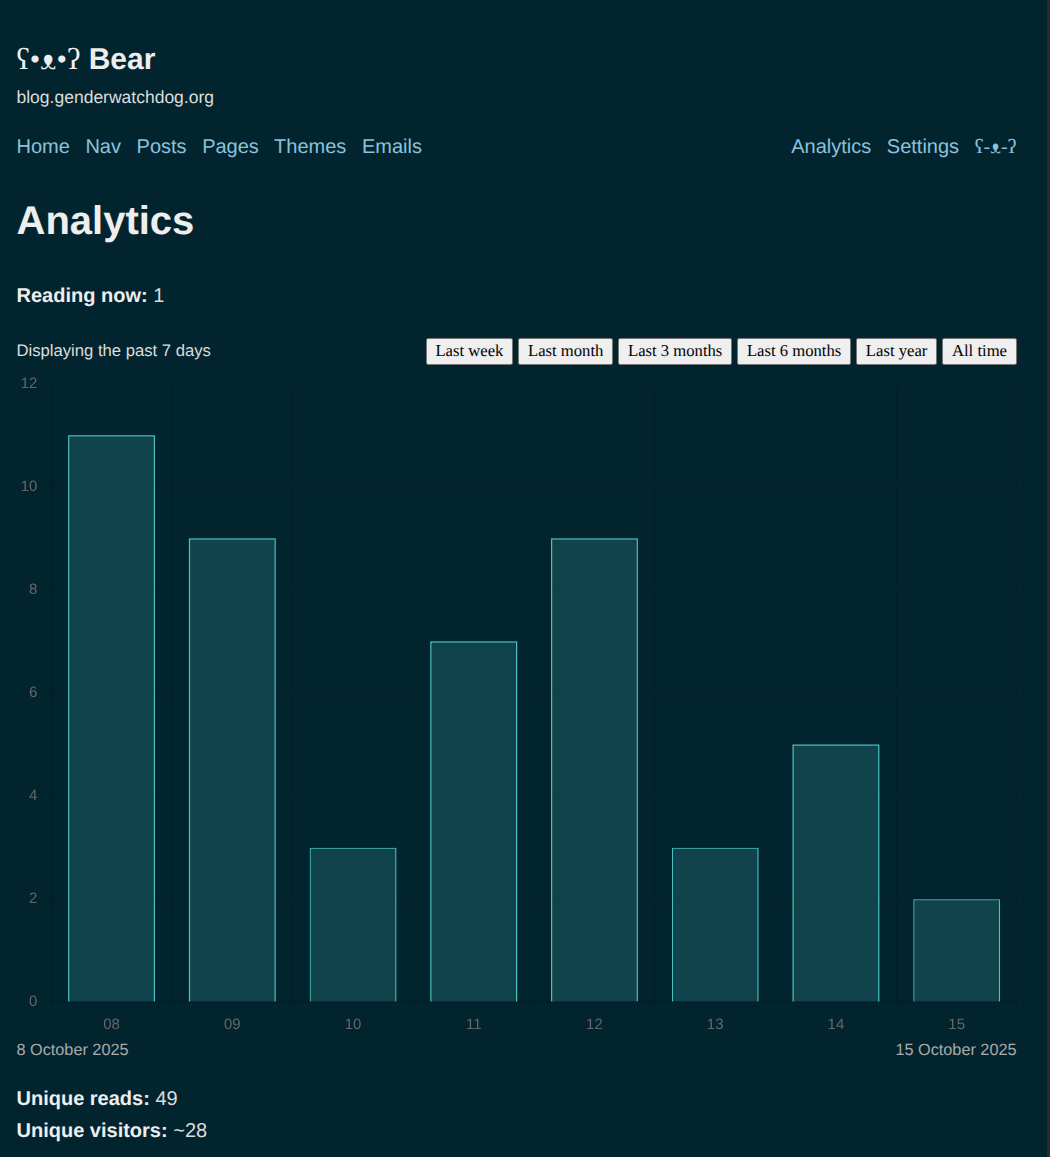 ʕ•ᴥ•ʔ Bear
blog.genderwatchdog.org
Home Nav Posts Pages Themes Emails Analytics Settings ʕ-ᴥ-ʔ
Analytics
Reading now: 1
Displaying the past 7 days Last week Last month Last 3 months Last 6 months Last year All time
12
10
8
6
4
2
0
08 09 10 11 12 13 14 15
8 October 2025 15 October 2025
Unique reads: 49
Unique visitors: ~28